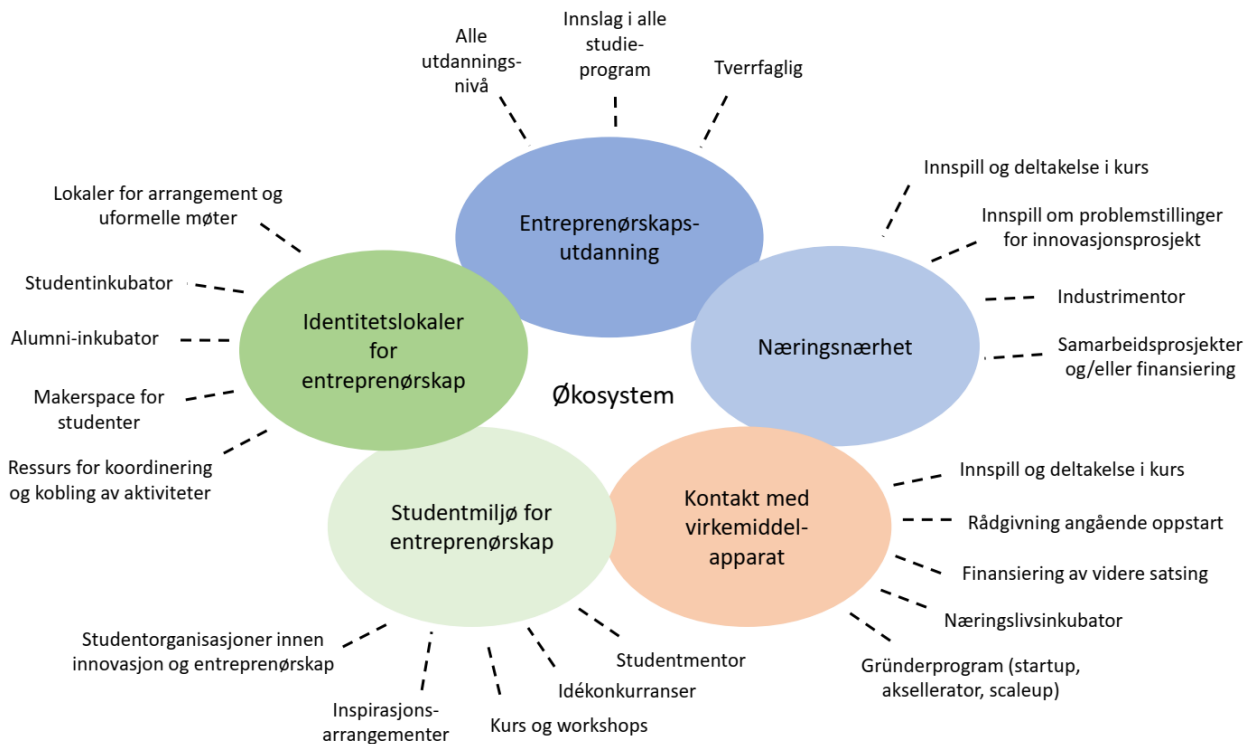 Alle
utdannings-
nivå
Innslag i alle
studie-
program
Tverrfaglig
Entreprenørskaps-
utdanning
Innspill og deltakelse i kurs
Innspill om problemstillinger
for innovasjonsprosjekt
Industrimentor
Samarbeidsprosjekter
og/eller finansiering
Næringsnærhet
Lokaler for arrangement og
uformelle møter
Studentinkubator
Alumni-inkubator
Makerspace for
studenter
Ressurs for koordinering
og kobling av aktiviteter
Identitetslokaler
for
entreprenørskap
Økosystem
Studentmiljø for
entreprenørskap
Kontakt med
virkemiddel-
apparat
Innspill og deltakelse i kurs
Rådgivning angående oppstart
Finansiering av videre satsing
Næringslivsinkubator
Gründerprogram (startup,
aksellerator, scaleup)
Studentorganisasjoner innen
innovasjon og entreprenørskap
Inspirasjons-
arrangementer
Kurs og workshops
Idékonkurranser
Studentmentor